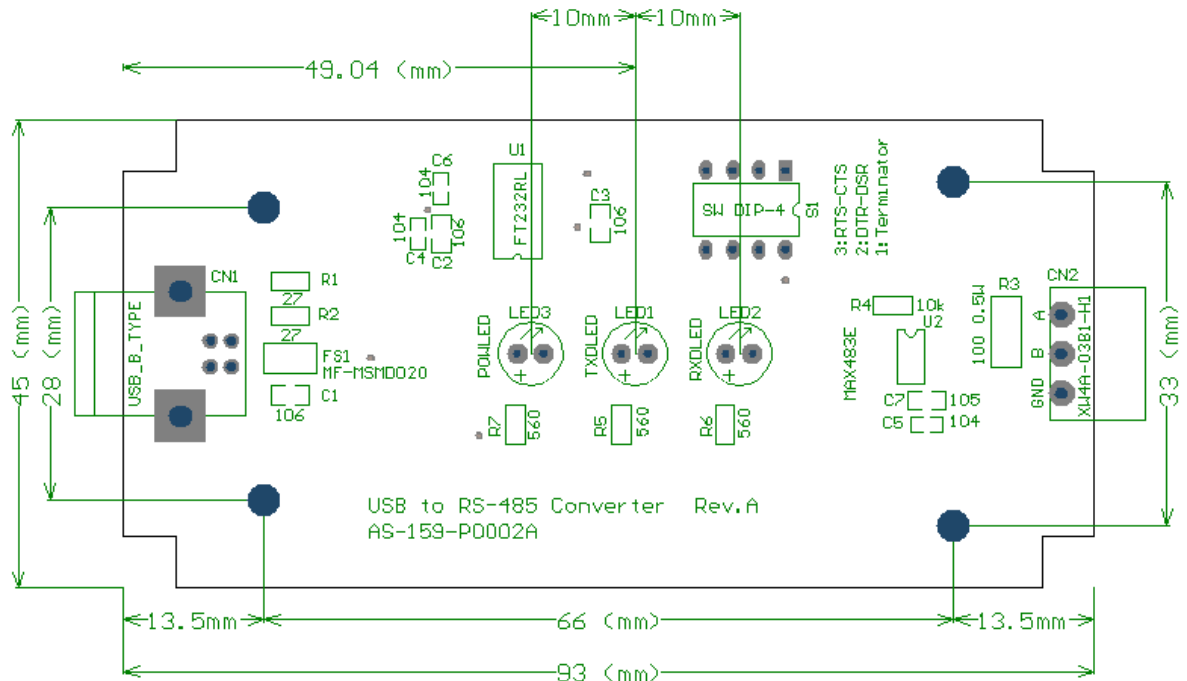 10mm
10mm
49.04 (mm)
U1
C6
104
FT232RL
C3
106
SW DIP-4
S1
3:RTS-CTS
2:DTR-DSR
1:Terminator
104
C4
106
C2
CN1
R1
27
R2
27
USB_B_TYPE
FS1
MF-MSMD020
C1
106
45 (mm)
28 (mm)
LED3
POWLED
+
LED1
TXDLED
+
LED2
RXDLED
+
R7
560
R5
560
R6
560
R4
10k
U2
MAX483E
C7
105
C5
104
R3
100 0.5W
CN2
A
B
GND
XW4A-03B1-H1
33 (mm)
USB to RS-485 Converter Rev.A
AS-159-P0002A
13.5mm
66 (mm)
13.5mm
93 (mm)